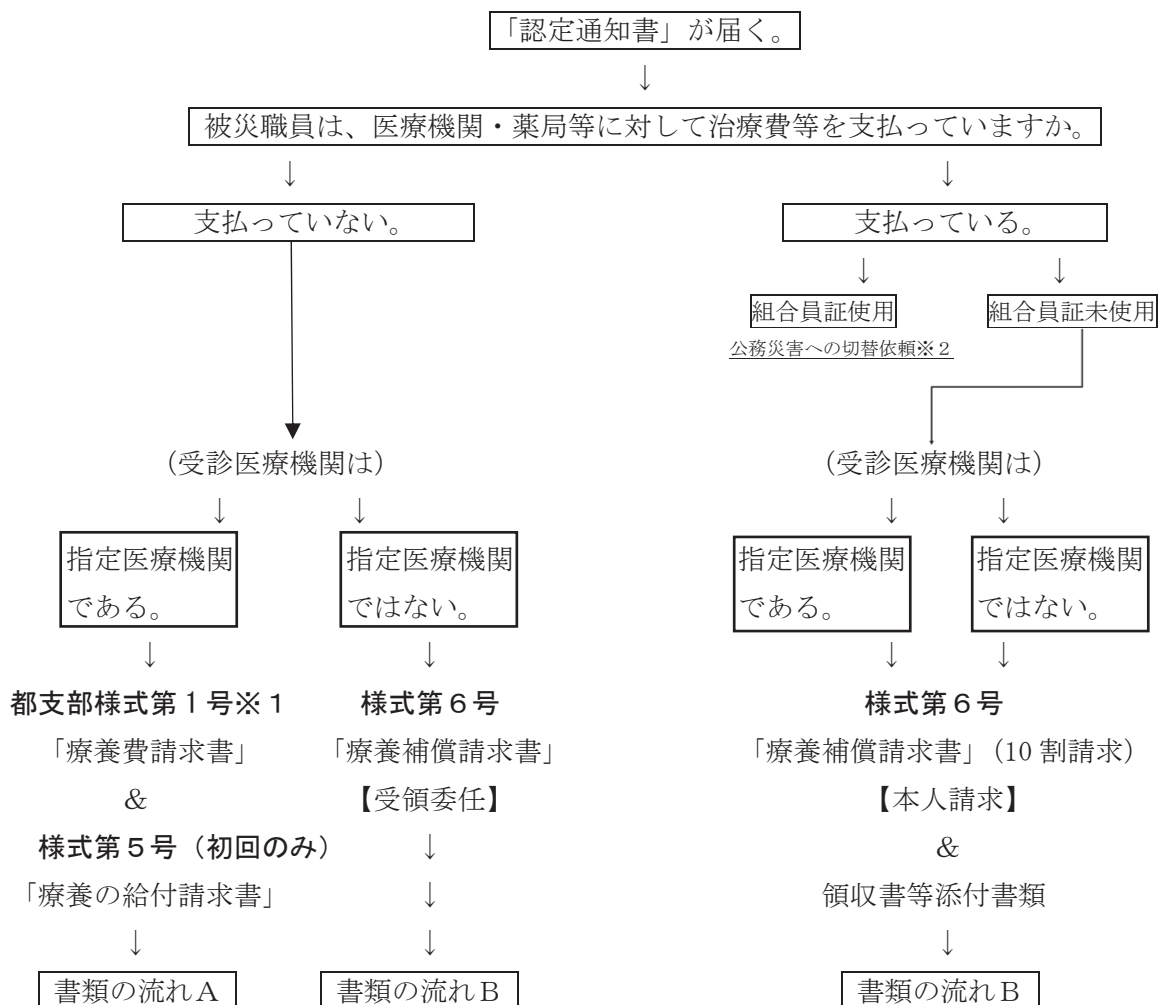 「認定通知書」が届く。
↓
被災職員は、医療機関・薬局等に対して治療費等を支払っていますか。
↓ ↓
支払っていない。 支払っている。
↓ ↓
組合員証使用 組合員証未使用
公務災害への切替依頼※2
(受診医療機関は) (受診医療機関は)
↓ ↓ ↓ ↓
指定医療機関 指定医療機関 指定医療機関 指定医療機関
である。 ではない。 である。 ではない。
↓ ↓ ↓ ↓
都支部様式第1号※1 様式第6号 様式第6号
「療養費請求書」 「療養補償請求書」 「療養補償請求書」(10割請求)
& 【受領委任】 【本人請求】
様式第5号(初回のみ) ↓ &
「療養の給付請求書」 ↓ 領収書等添付書類
↓ ↓ ↓
書類の流れA 書類の流れB 書類の流れB